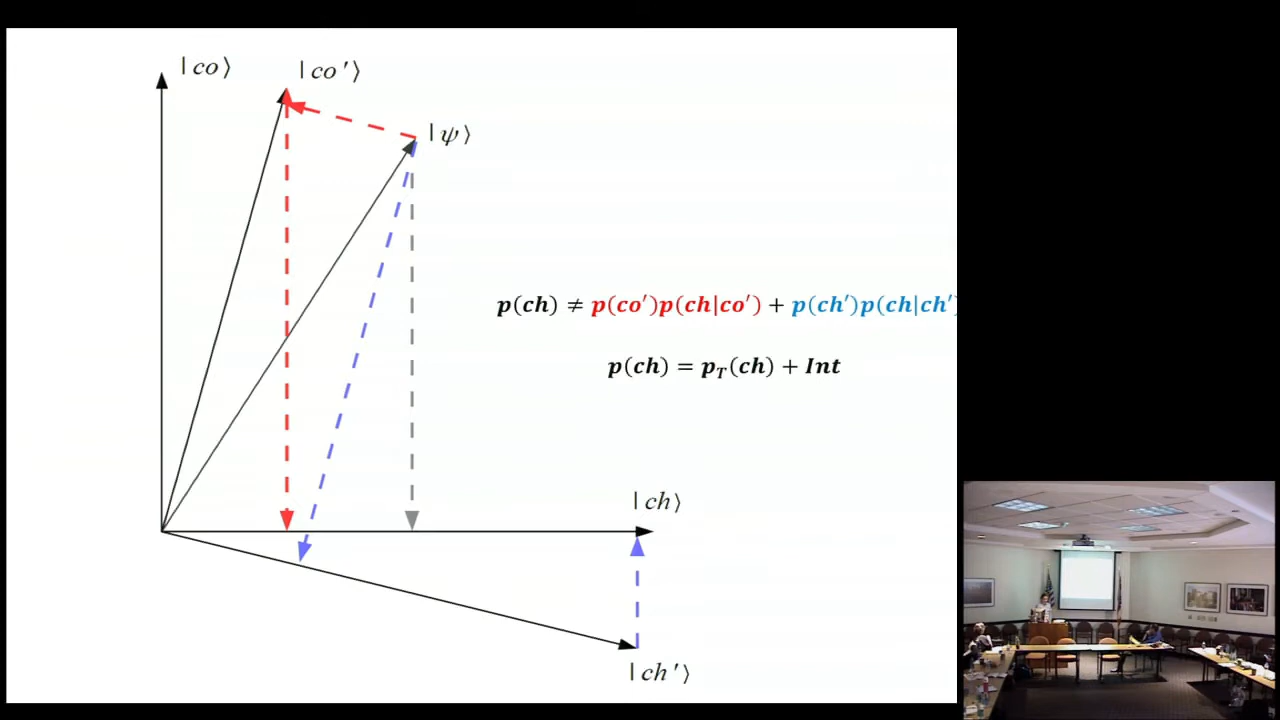 |co⟩
|co′⟩
|ψ⟩
p(ch) ≠ p(co′)p(ch|co′) + p(ch′)p(ch|ch′)
p(ch) = p_T(ch) + Int
|ch⟩
|ch′⟩